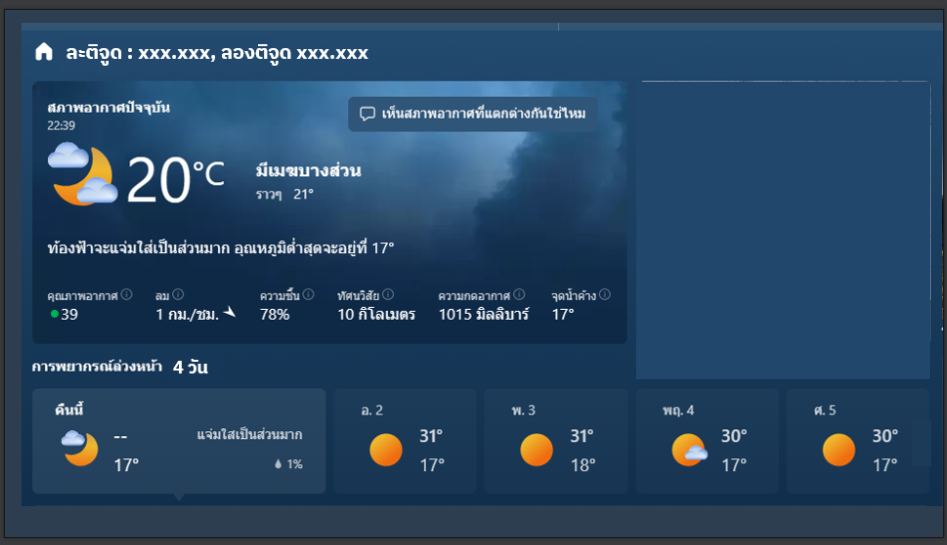 ละติจูด : xxx.xxx, ลองติจูด xxx.xxx
สภาพอากาศปัจจุบัน
22:39
เห็นสภาพอากาศที่แตกต่างกันใช่ไหม
20°C
มีเมฆบางส่วน
ราวๆ 21°
ท้องฟ้าจะแจ่มใส่เป็นส่วนมาก อุณหภูมิต่ำสุดจะอยู่ที่ 17°
คุณภาพอากาศ
39
ลม
1 กม./ชม.
ความชื้น
78%
ทัศนวิสัย
10 กิโลเมตร
ความกดอากาศ
1015 มิลลิบาร์
จุดน้ำค้าง
17°
การพยากรณ์ล่วงหน้า 4 วัน
คืนนี้
--
17°
แจ่มใสเป็นส่วนมาก
1%
อ. 2
31°
17°
พ. 3
31°
18°
พฤ. 4
30°
17°
ศ. 5
30°
17°